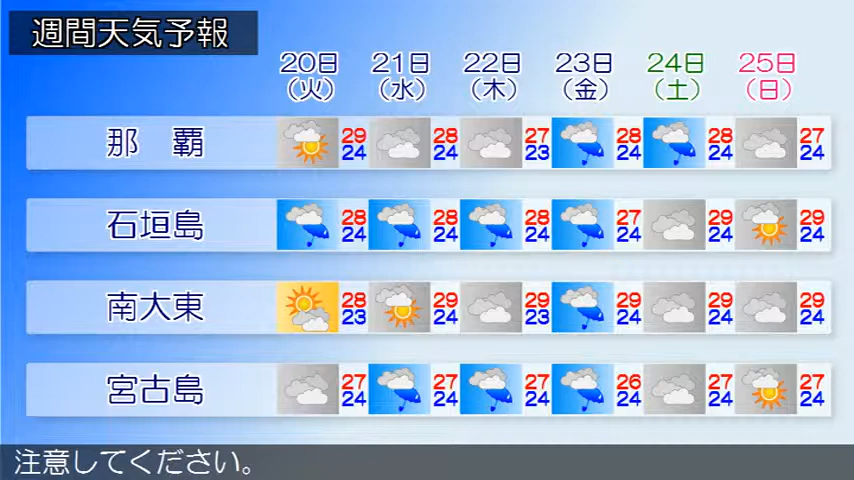 週間天気予報
20日 21日 22日 23日 24日 25日
(火) (水) (木) (金) (土) (日)
那 覇 29 24 28 24 27 23 28 24 28 24 27 24
石垣島 28 24 28 24 28 24 27 24 29 24 29 24
南大東 28 23 29 24 29 23 29 24 29 24 29 24
宮古島 27 24 27 24 27 24 26 24 27 24 27 24
注意してください。